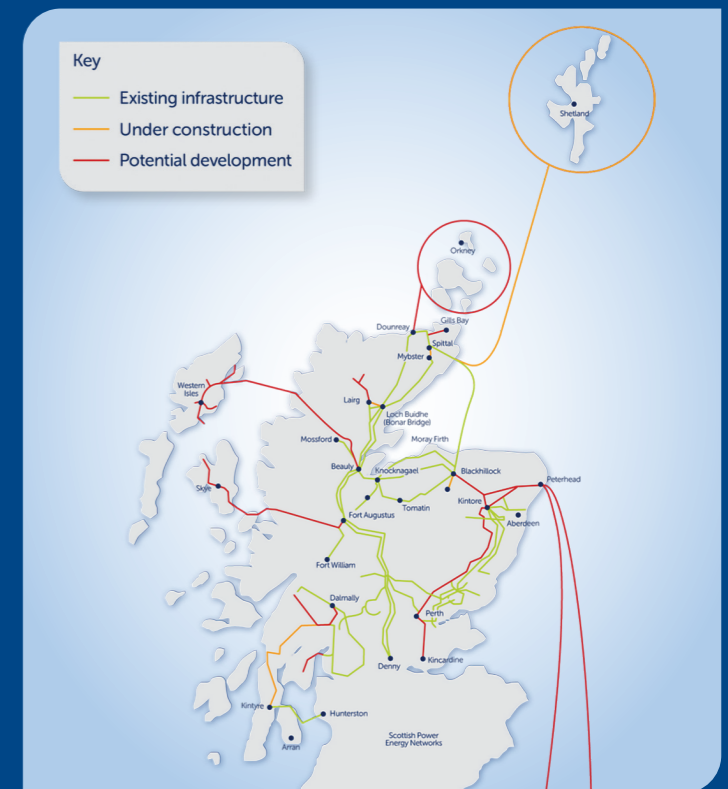 Key
Existing infrastructure
Under construction
Potential development
Shetland
Orkney
Gills Bay
Dounreay
Spittal
Mybster
Western
Isles
Lairg
Loch Buidhe
(Bonar Bridge)
Mossford
Moray Firth
Beauly
Knocknagael
Blackhillock
Peterhead
Skye
Tomatin
Kintore
Fort Augustus
Aberdeen
Fort William
Dalmally
Perth
Denny
Kincardine
Kintyre
Hunterston
Arran
Scottish Power
Energy Networks